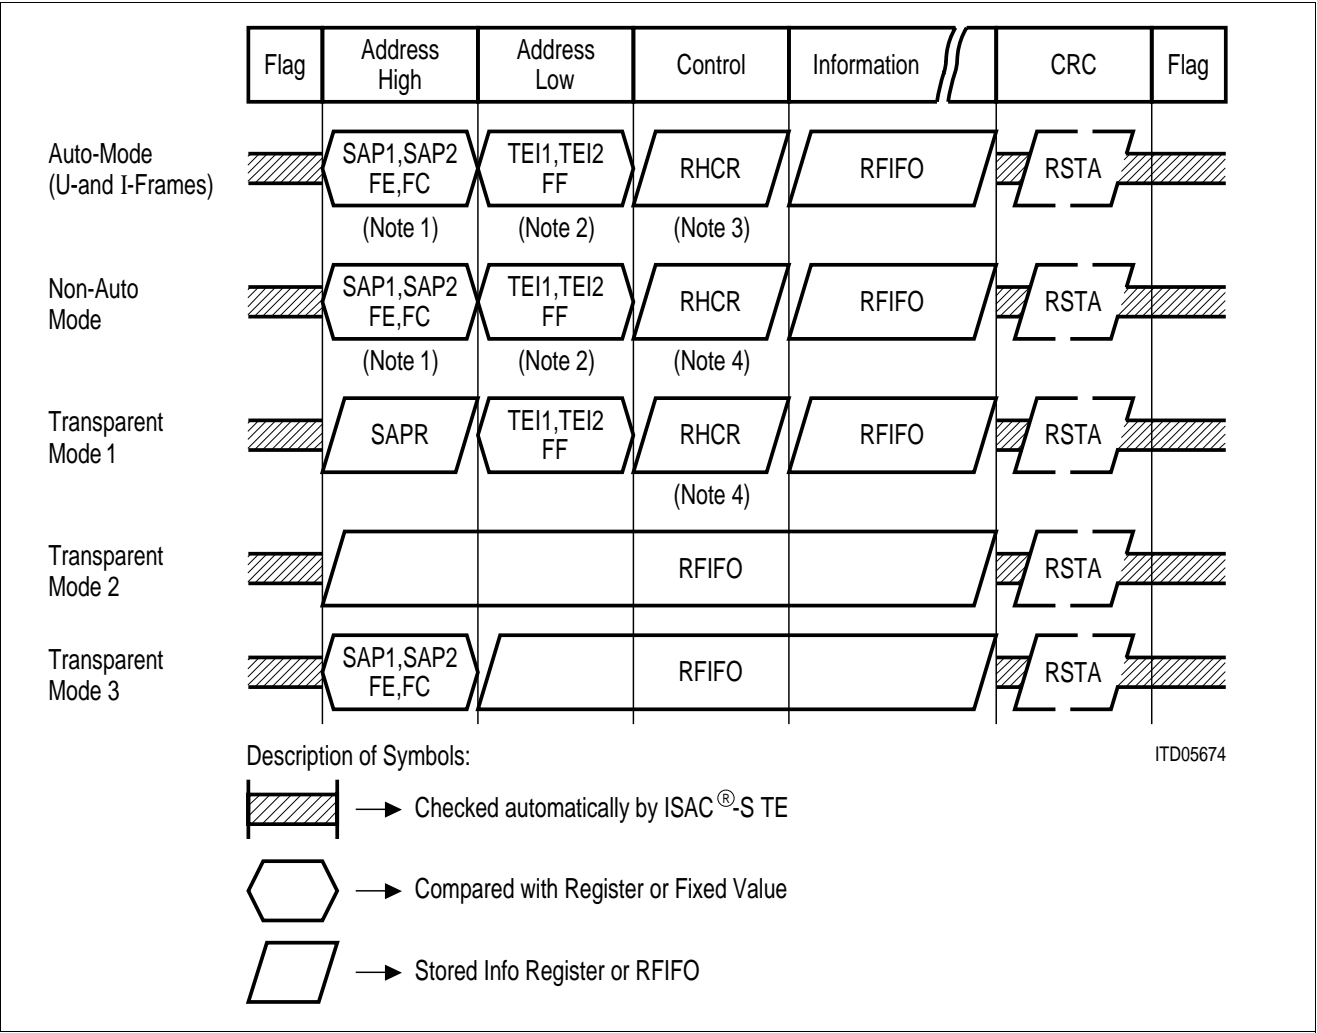 Flag
Address
High
Address
Low
Control
Information
CRC
Flag
Auto-Mode
(U-and I-Frames)
SAP1,SAP2
FE,FC
TEI1,TEI2
FF
RHCR
RFIFO
RSTA
(Note 1)
(Note 2)
(Note 3)
Non-Auto
Mode
SAP1,SAP2
FE,FC
TEI1,TEI2
FF
RHCR
RFIFO
RSTA
(Note 1)
(Note 2)
(Note 4)
Transparent
Mode 1
SAPR
TEI1,TEI2
FF
RHCR
RFIFO
RSTA
(Note 4)
Transparent
Mode 2
RFIFO
RSTA
Transparent
Mode 3
SAP1,SAP2
FE,FC
RFIFO
RSTA
Description of Symbols:
ITD05674
Checked automatically by ISAC®-S TE
Compared with Register or Fixed Value
Stored Info Register or RFIFO